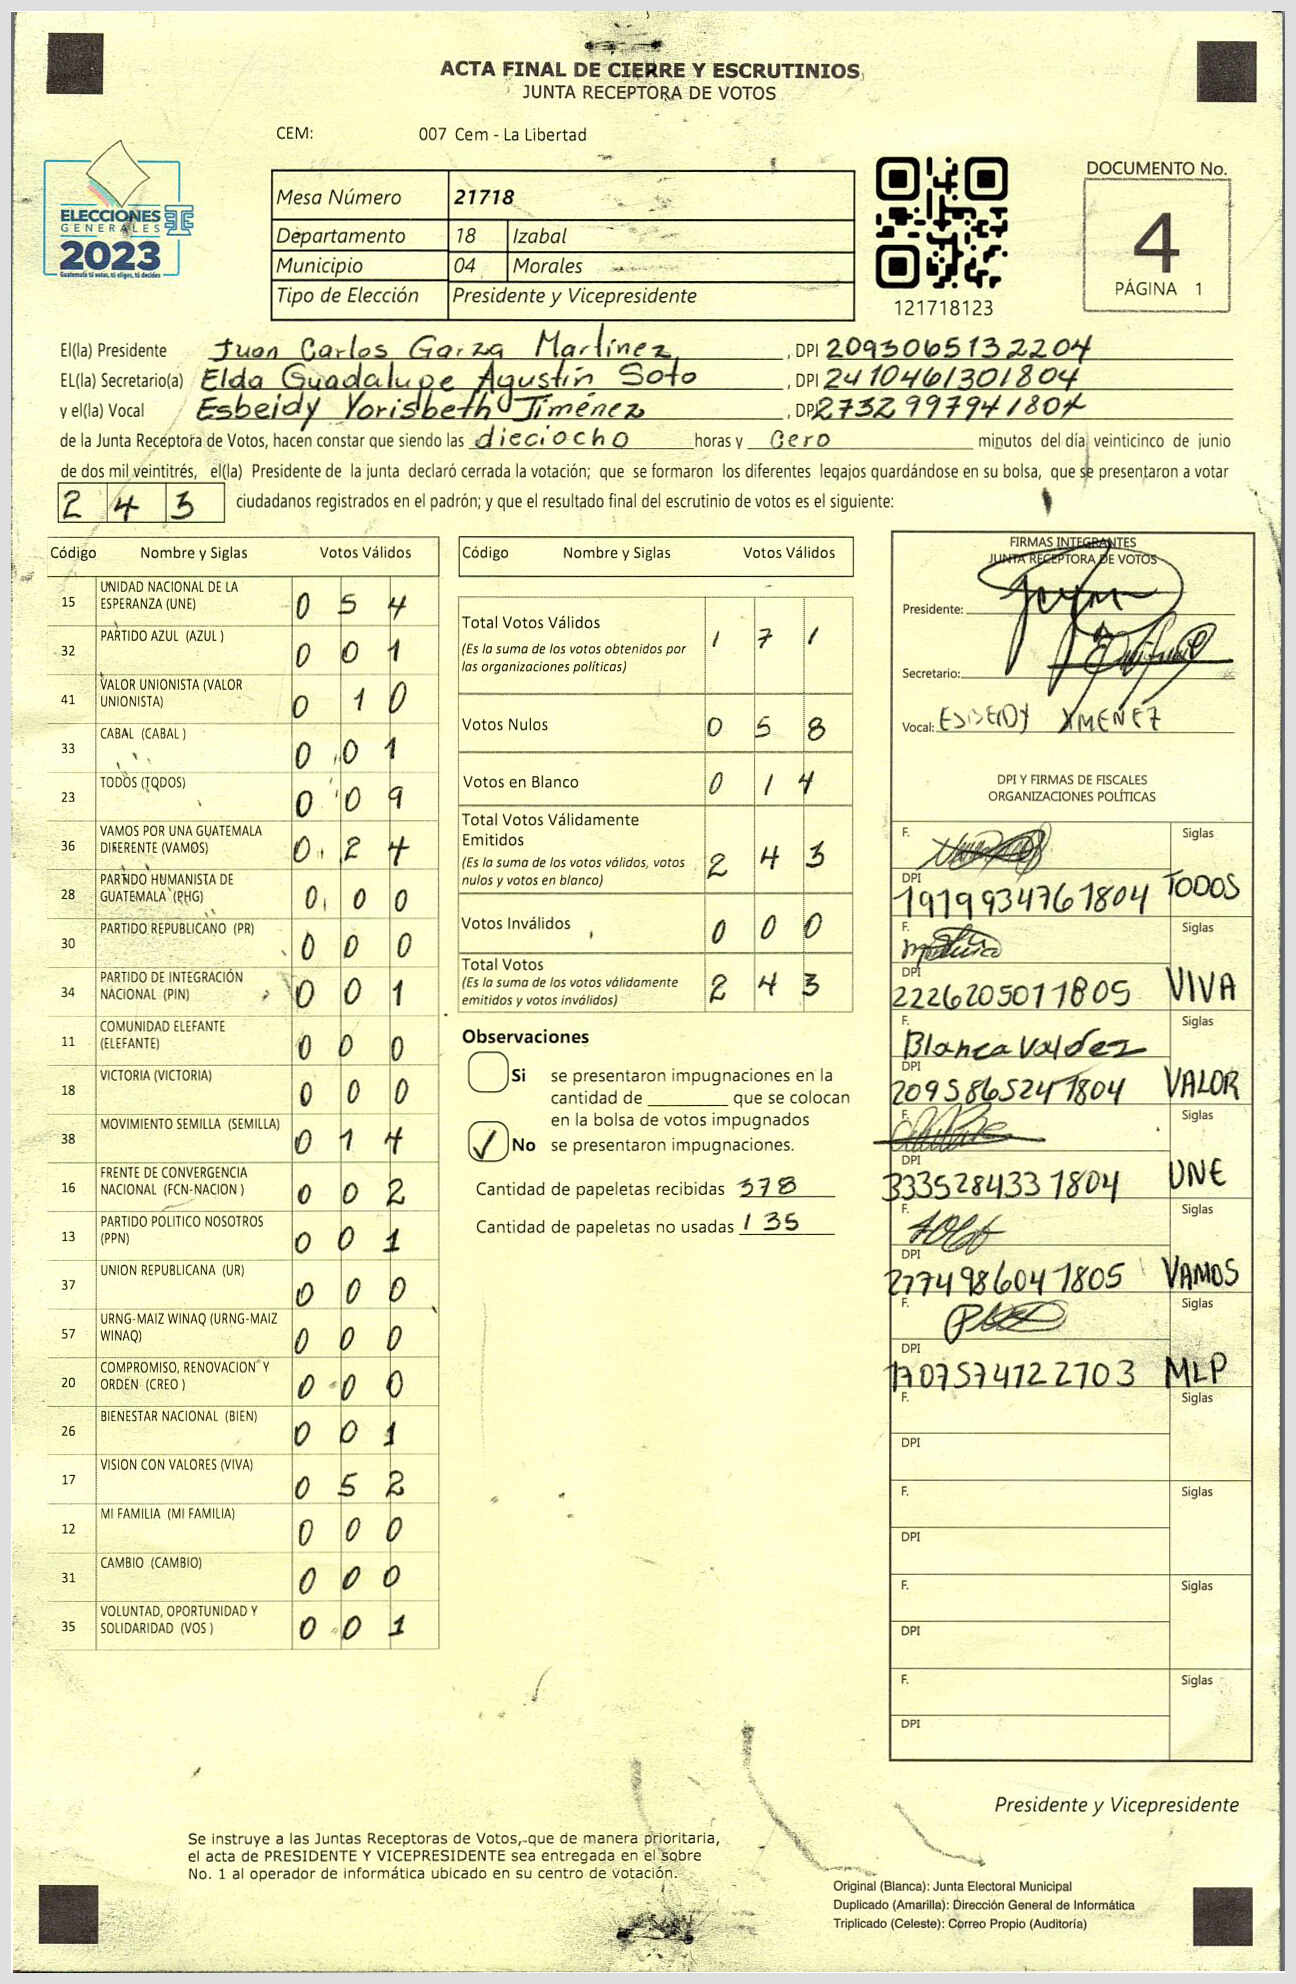 ACTA FINAL DE CIERRE Y ESCRUTINIOS
JUNTA RECEPTORA DE VOTOS
CEM: 007 Cem - La Libertad
ELECCIONES
GENERALES
2023
Guatemala tú votas, tú eliges, tú decides
Mesa Número 21718
Departamento 18 Izabal
Municipio 04 Morales
Tipo de Elección Presidente y Vicepresidente
121718123
DOCUMENTO No.
4
PÁGINA 1
El(la) Presidente Juan Carlos Garza Martínez, DPI 2093065132204
EL(la) Secretario(a) Elda Guadalupe Agustín Soto, DPI 2410461301804
y el(la) Vocal Esbeidy Yorisbeth Jiménez, DPI 2732997941804
de la Junta Receptora de Votos, hacen constar que siendo las dieciocho horas y cero minutos del día veinticinco de junio
de dos mil veintitrés, el(la) Presidente de la junta declaró cerrada la votación; que se formaron los diferentes legajos guardándose en su bolsa, que se presentaron a votar
2 4 3 ciudadanos registrados en el padrón; y que el resultado final del escrutinio de votos es el siguiente:
Código Nombre y Siglas Votos Válidos
15 UNIDAD NACIONAL DE LA ESPERANZA (UNE) 0 5 4
32 PARTIDO AZUL (AZUL ) 0 0 1
41 VALOR UNIONISTA (VALOR UNIONISTA) 0 1 0
33 CABAL (CABAL ) 0 0 1
23 TODOS (TODOS) 0 0 9
36 VAMOS POR UNA GUATEMALA DIFERENTE (VAMOS) 0 2 4
28 PARTIDO HUMANISTA DE GUATEMALA (PHG) 0 0 0
30 PARTIDO REPUBLICANO (PR) 0 0 0
34 PARTIDO DE INTEGRACIÓN NACIONAL (PIN) 0 0 1
11 COMUNIDAD ELEFANTE (ELEFANTE) 0 0 0
18 VICTORIA (VICTORIA) 0 0 0
38 MOVIMIENTO SEMILLA (SEMILLA) 0 1 4
16 FRENTE DE CONVERGENCIA NACIONAL (FCN-NACION ) 0 0 2
13 PARTIDO POLITICO NOSOTROS (PPN) 0 0 1
37 UNION REPUBLICANA (UR) 0 0 0
57 URNG-MAIZ WINAQ (URNG-MAIZ WINAQ) 0 0 0
20 COMPROMISO, RENOVACION Y ORDEN (CREO ) 0 0 0
26 BIENESTAR NACIONAL (BIEN) 0 0 1
17 VISION CON VALORES (VIVA) 0 5 2
12 MI FAMILIA (MI FAMILIA) 0 0 0
31 CAMBIO (CAMBIO) 0 0 0
35 VOLUNTAD, OPORTUNIDAD Y SOLIDARIDAD (VOS ) 0 0 1
Código Nombre y Siglas Votos Válidos
Total Votos Válidos 1 7 1
(Es la suma de los votos obtenidos por
las organizaciones políticas)
Votos Nulos 0 5 8
Votos en Blanco 0 1 4
Total Votos Válidamente
Emitidos 2 4 3
(Es la suma de los votos válidos, votos
nulos y votos en blanco)
Votos Inválidos 0 0 0
Total Votos 2 4 3
(Es la suma de los votos válidamente
emitidos y votos inválidos)
Observaciones
Si se presentaron impugnaciones en la
cantidad de ________ que se colocan
en la bolsa de votos impugnados
No se presentaron impugnaciones.
Cantidad de papeletas recibidas 378
Cantidad de papeletas no usadas 135
FIRMAS INTEGRANTES
JUNTA RECEPTORA DE VOTOS
Presidente:
Secretario:
Vocal: ESBEIDY XMENEZ
DPI Y FIRMAS DE FISCALES
ORGANIZACIONES POLÍTICAS
F. Siglas
DPI 1919934761804 TODOS
F. Siglas
DPI 2226205011805 VIVA
F. Blanca Valdez Siglas
DPI 2095865241804 VALOR
F. Siglas
DPI 3335284331804 UNE
F. Siglas
DPI 2774986041805 VAMOS
F. Siglas
DPI 1707574122703 MLP
F. Siglas
DPI
F. Siglas
DPI
F. Siglas
DPI
F. Siglas
DPI
Presidente y Vicepresidente
Se instruye a las Juntas Receptoras de Votos, que de manera prioritaria,
el acta de PRESIDENTE Y VICEPRESIDENTE sea entregada en el sobre
No. 1 al operador de informática ubicado en su centro de votación.
Original (Blanca): Junta Electoral Municipal
Duplicado (Amarilla): Dirección General de Informática
Triplicado (Celeste): Correo Propio (Auditoría)